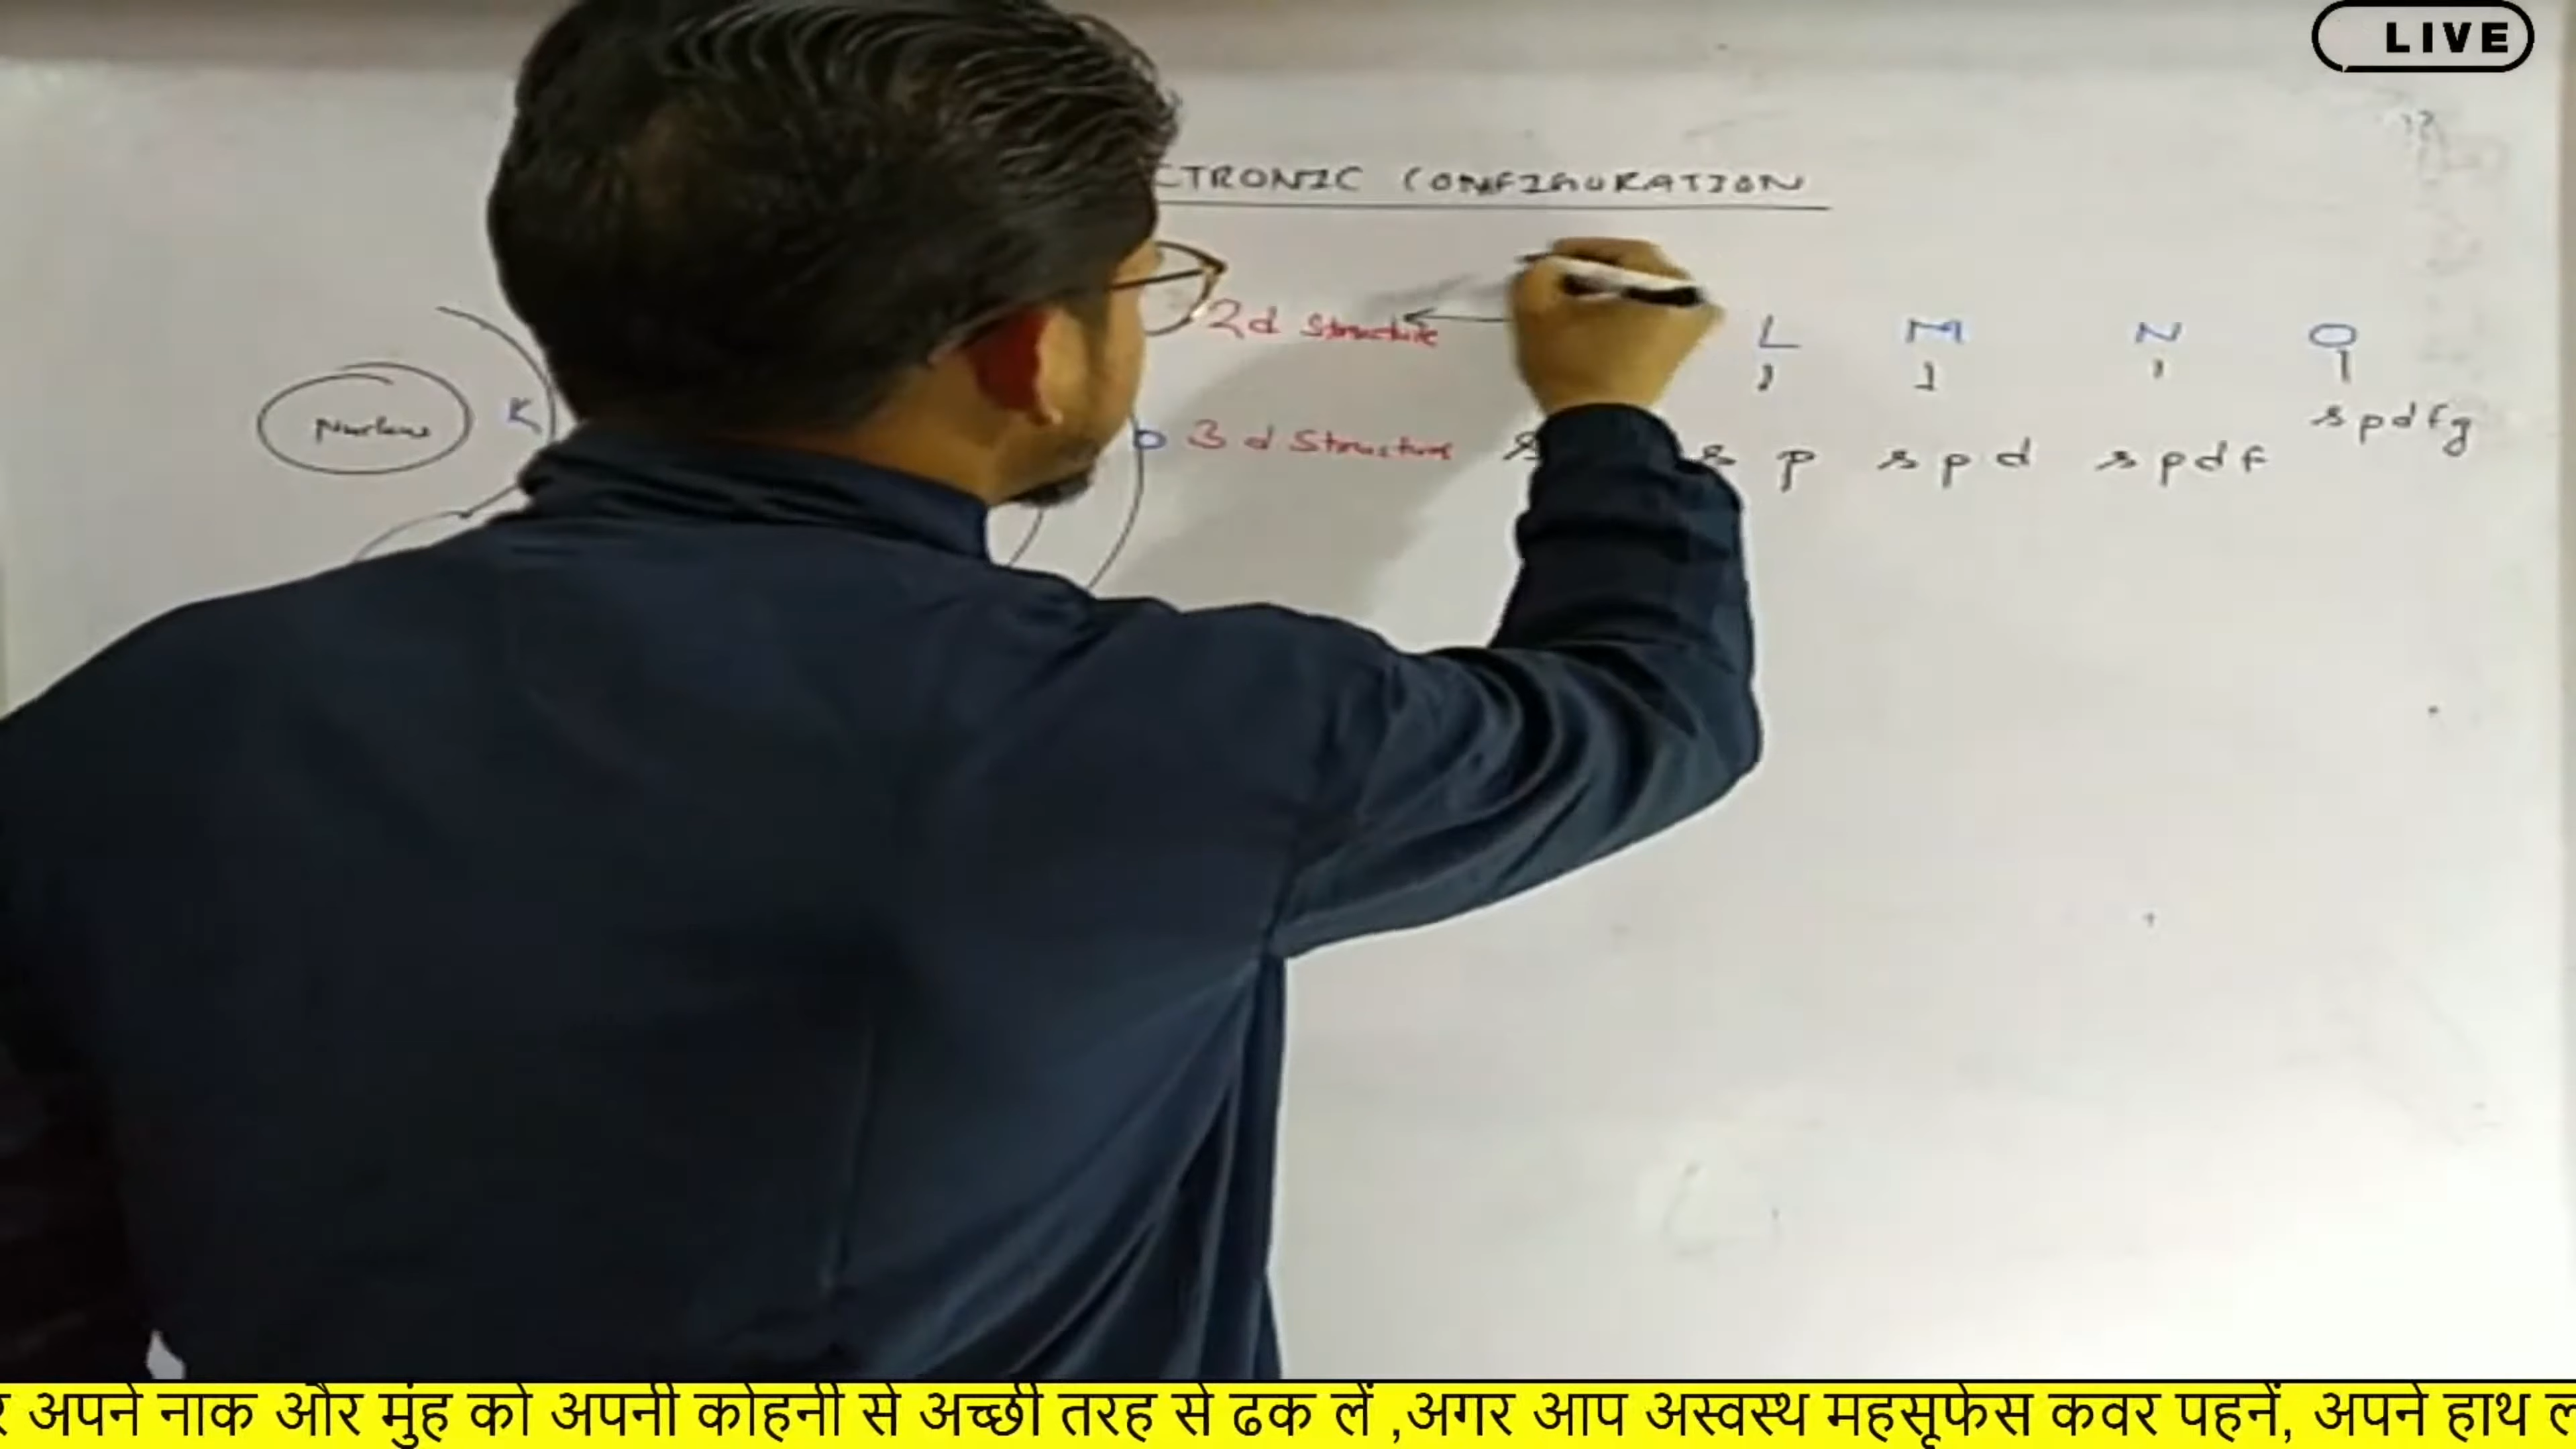 LIVE
CTRONIC CONFIGURATION
2d Structure ← L M N O
Nucleus K
O 3d Structure s s p s p d s p d f s p d f g
अपने नाक और मुंह को अपनी कोहनी से अच्छी तरह से ढक लें ,अगर आप अस्वस्थ महसूफेस कवर पहनें, अपने हाथ